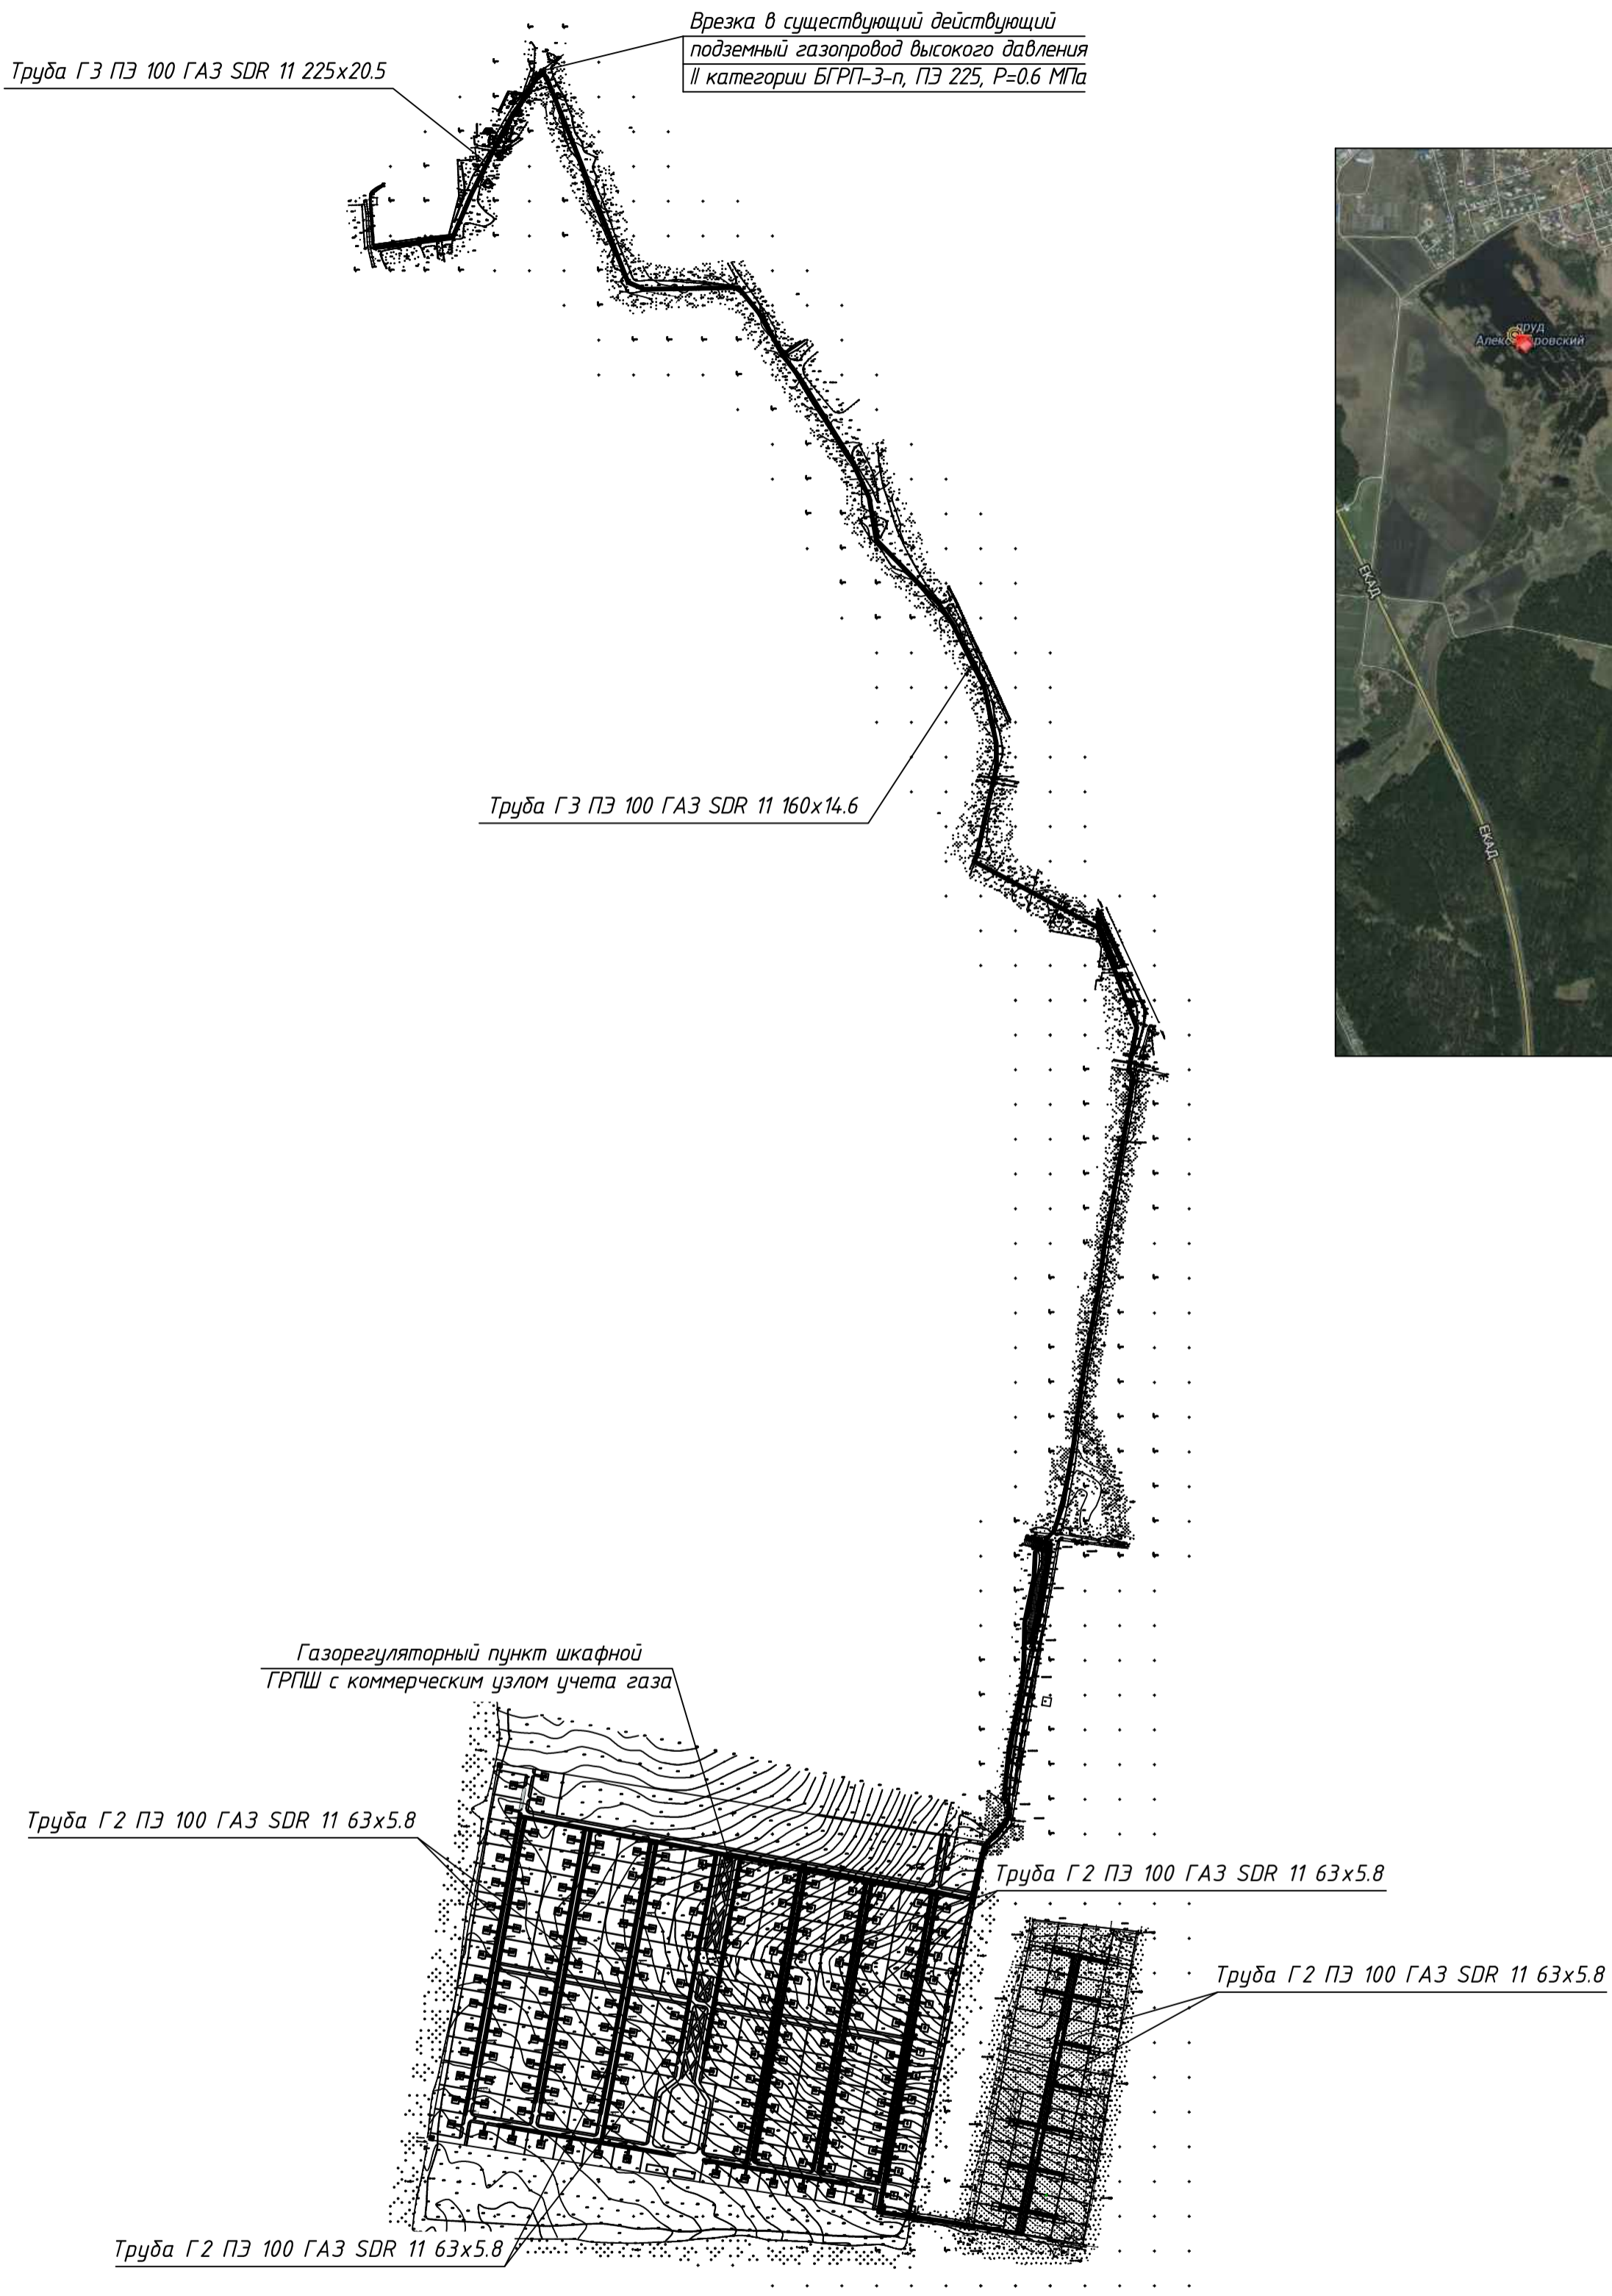 Врезка в существующий действующий
подземный газопровод высокого давления
II категории БГРП-3-п, ПЭ 225, Р=0.6 МПа
Труба Г3 ПЭ 100 ГАЗ SDR 11 225х20.5
пруд
ЕКАД
Труба Г3 ПЭ 100 ГАЗ SDR 11 160х14.6
ЕКАД
Газорегуляторный пункт шкафной
ГРПШ с коммерческим узлом учета газа
Труба Г2 ПЭ 100 ГАЗ SDR 11 63х5.8
Труба Г2 ПЭ 100 ГАЗ SDR 11 63х5.8
Труба Г2 ПЭ 100 ГАЗ SDR 11 63х5.8
Труба Г2 ПЭ 100 ГАЗ SDR 11 63х5.8